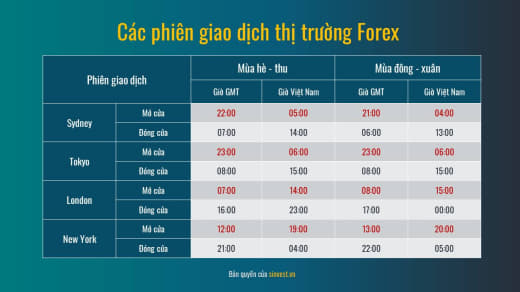 Các phiên giao dịch thị trường Forex
Phiên giao dịch Mùa hè - thu Mùa đông - xuân
Giờ GMT Giờ Việt Nam Giờ GMT Giờ Việt Nam
Sydney Mở cửa 22:00 05:00 21:00 04:00
Đóng cửa 07:00 14:00 06:00 13:00
Tokyo Mở cửa 23:00 06:00 23:00 06:00
Đóng cửa 08:00 15:00 08:00 15:00
London Mở cửa 07:00 14:00 08:00 15:00
Đóng cửa 16:00 23:00 17:00 00:00
New York Mở cửa 12:00 19:00 13:00 20:00
Đóng cửa 21:00 04:00 22:00 05:00
Bản quyền của sinvest.vn